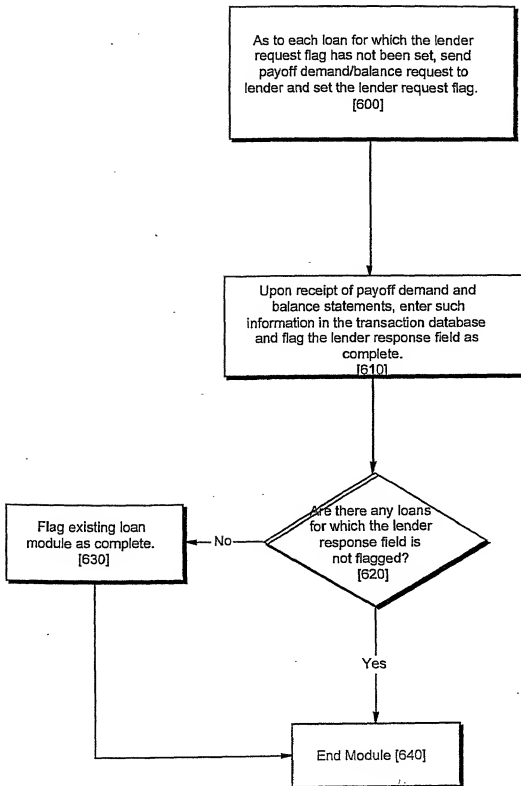 As to each loan for which the lender
request flag has not been set, send
payoff demand/balance request to
lender and set the lender request flag.
[600]
Upon receipt of payoff demand and
balance statements, enter such
information in the transaction database
and flag the lender response field as
complete.
[610]
Are there any loans
for which the lender
response field is
not flagged?
[620]
No
Flag existing loan
module as complete.
[630]
Yes
End Module [640]